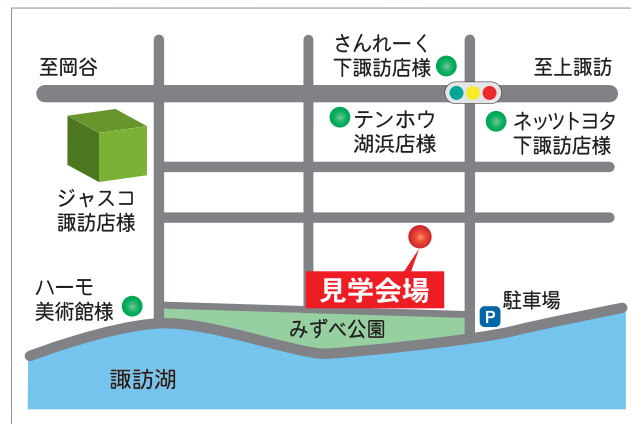 さんれーく
下諏訪店様
至岡谷
至上諏訪
テンホウ
湖浜店様
ネッツトヨタ
下諏訪店様
ジャスコ
諏訪店様
見学会場
ハーモ
美術館様
駐車場
P
みずべ公園
諏訪湖